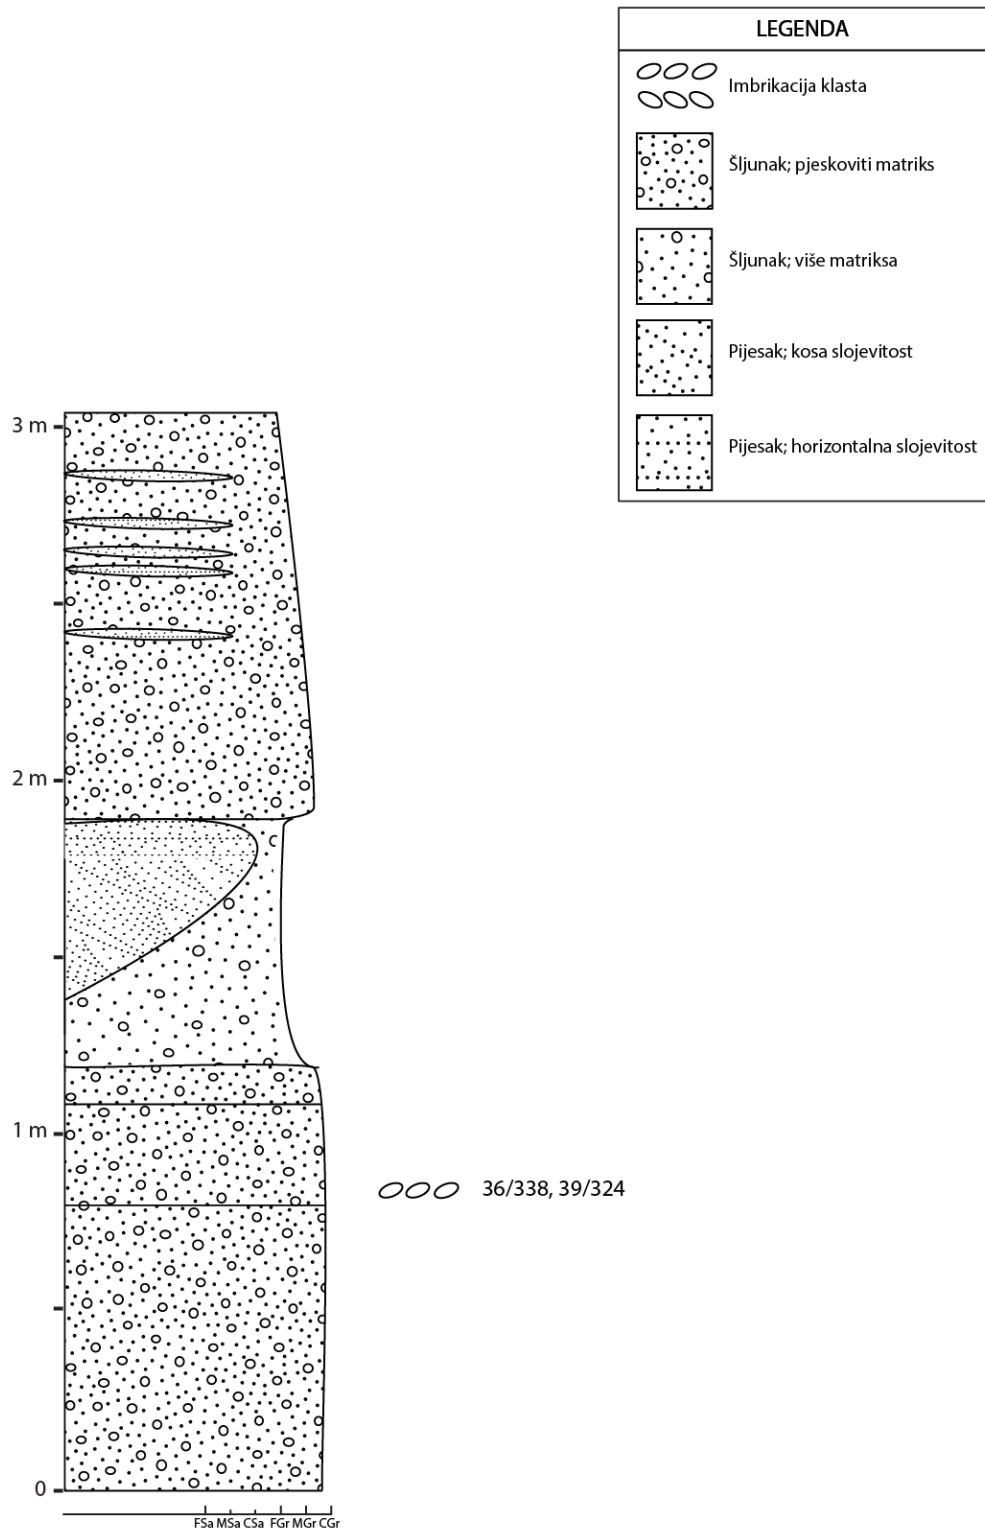 LEGENDA
Imbrikacija klasta
Šljunak; pjeskoviti matriks
Šljunak; više matriksa
Pijesak; kosa slojevitost
Pijesak; horizontalna slojevitost
3 m
2 m
1 m
36/338, 39/324
0
FSa MSa CSa FGr MGr CGr